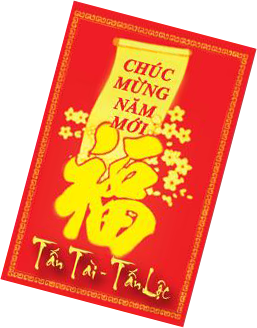 CHÚC
MỪNG
NĂM
MỚI
福
Tấn Tài - Tấn Lộc